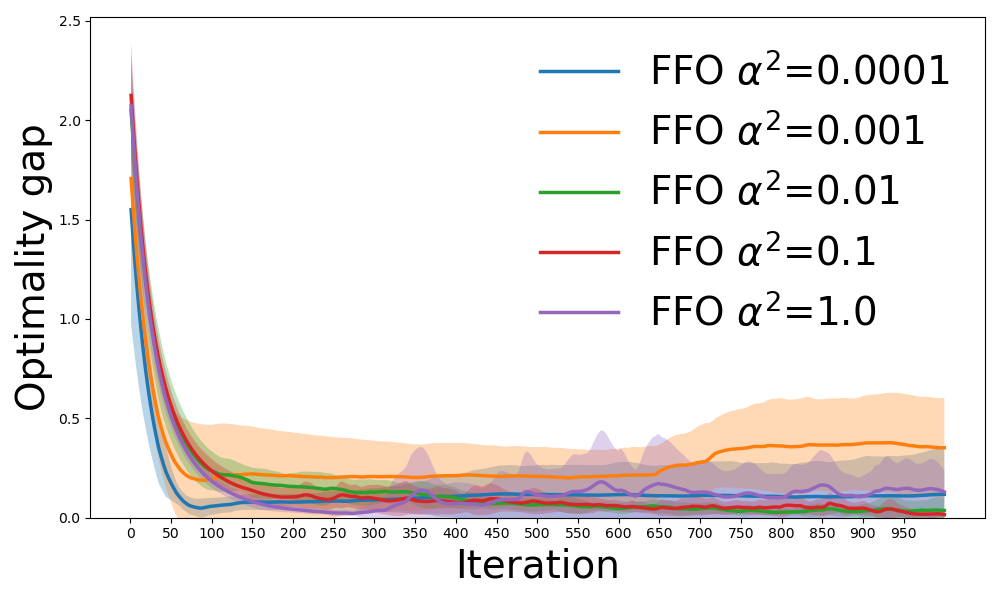 Optimality gap
2.5
2.0
1.5
1.0
0.5
0.0
FFO α²=0.0001
FFO α²=0.001
FFO α²=0.01
FFO α²=0.1
FFO α²=1.0
0 50 100 150 200 250 300 350 400 450 500 550 600 650 700 750 800 850 900 950
Iteration